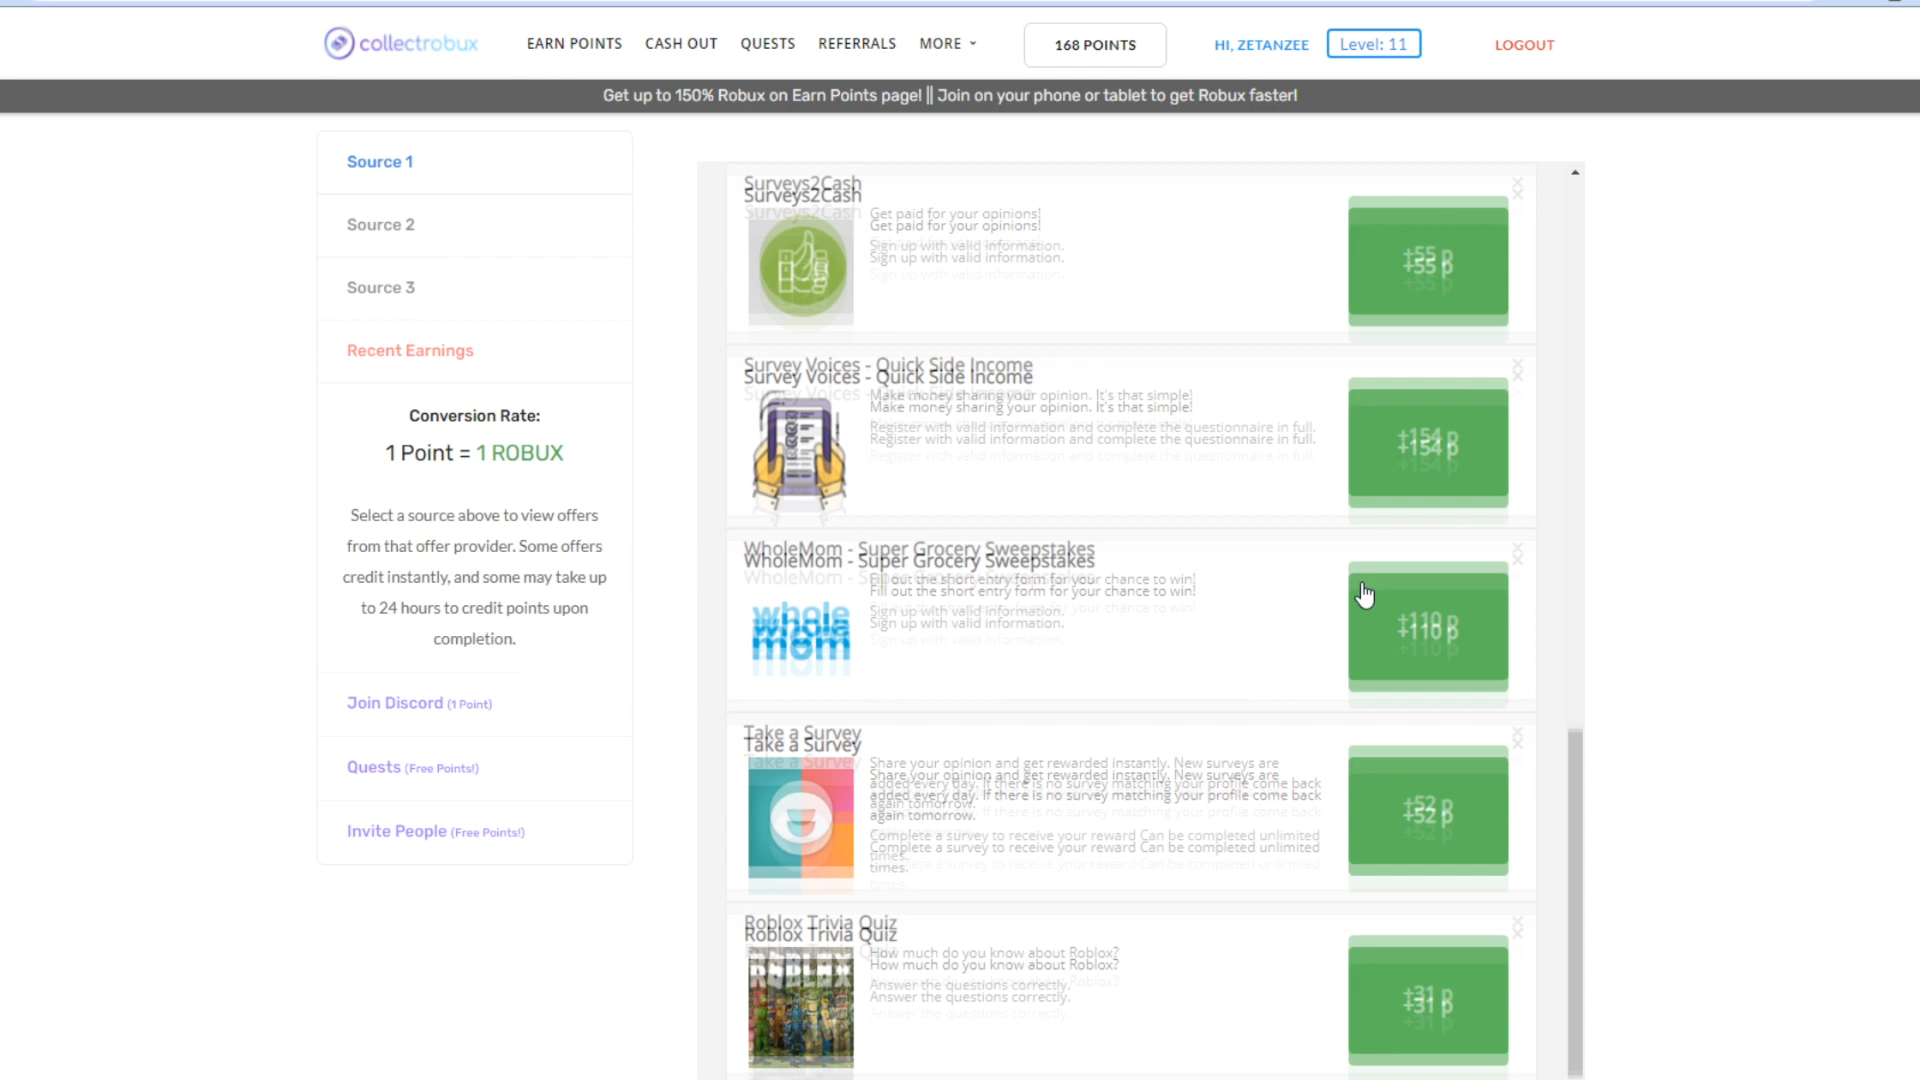 collectrobux
EARN POINTS
CASH OUT
QUESTS
REFERRALS
MORE
168 POINTS
HI, ZETANZEE
Level: 11
LOGOUT
Get up to 150% Robux on Earn Points page! || Join on your phone or tablet to get Robux faster!
Source 1
Source 2
Source 3
Recent Earnings
Conversion Rate:
1 Point = 1 ROBUX
Select a source above to view offers
from that offer provider. Some offers
credit instantly, and some may take up
to 24 hours to credit points upon
completion.
Join Discord (1 Point)
Quests (Free Points!)
Invite People (Free Points!)
Surveys2Cash
Get paid for your opinions!
Sign up with valid information.
+55 p
Survey Voices - Quick Side Income
Make money sharing your opinion. It's that simple!
Register with valid information and complete the questionnaire in full.
+154 p
WholeMom - Super Grocery Sweepstakes
Fill out the short entry form for your chance to win!
Sign up with valid information.
whole
mom
+110 p
Take a Survey
Share your opinion and get rewarded instantly. New surveys are
added every day. If there is no survey matching your profile come back
again tomorrow.
Complete a survey to receive your reward Can be completed unlimited
times.
+52 p
Roblox Trivia Quiz
How much do you know about Roblox?
Answer the questions correctly.
ROBLOX
+31 p